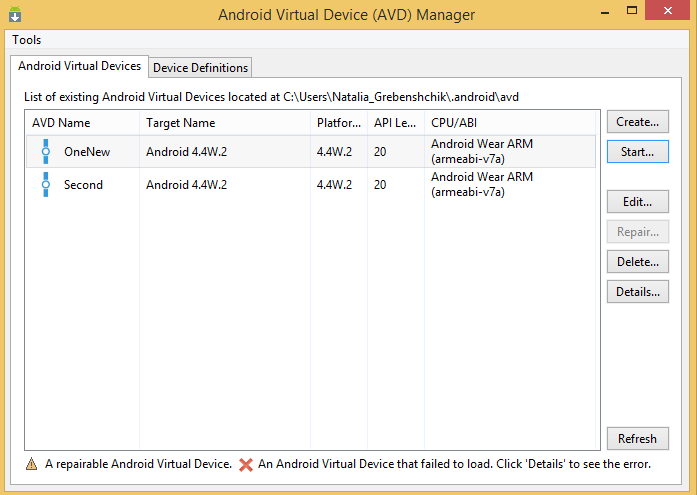 Android Virtual Device (AVD) Manager
Tools
Android Virtual Devices
Device Definitions
List of existing Android Virtual Devices located at C:\Users\Natalia_Grebenshchik\.android\avd
AVD Name Target Name Platfor... API Le... CPU/ABI
OneNew Android 4.4W.2 4.4W.2 20 Android Wear ARM
(armeabi-v7a)
Second Android 4.4W.2 4.4W.2 20 Android Wear ARM
(armeabi-v7a)
Create...
Start...
Edit...
Repair...
Delete...
Details...
Refresh
A repairable Android Virtual Device. An Android Virtual Device that failed to load. Click 'Details' to see the error.